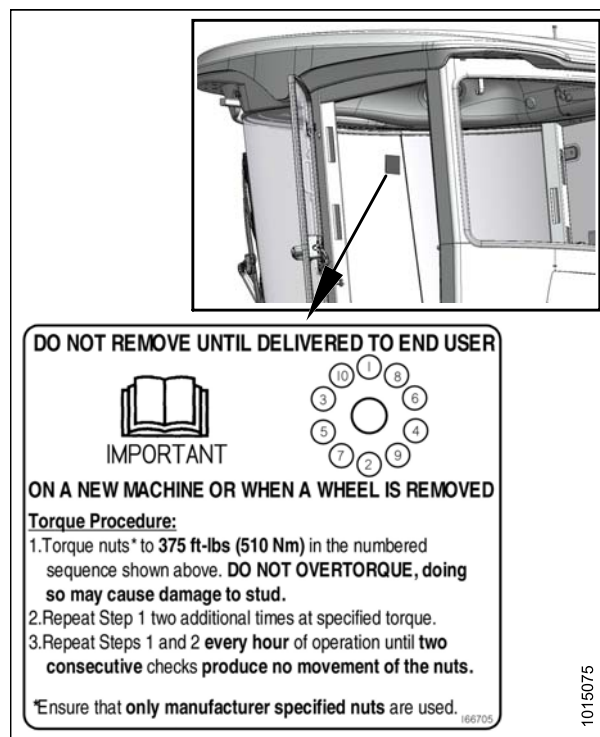 DO NOT REMOVE UNTIL DELIVERED TO END USER
10 1 8
3 6
5 4
7 2 9
IMPORTANT
ON A NEW MACHINE OR WHEN A WHEEL IS REMOVED
Torque Procedure:
1.Torque nuts* to 375 ft-lbs (510 Nm) in the numbered
sequence shown above. DO NOT OVERTORQUE, doing
so may cause damage to stud.
2.Repeat Step 1 two additional times at specified torque.
3.Repeat Steps 1 and 2 every hour of operation until two
consecutive checks produce no movement of the nuts.
*Ensure that only manufacturer specified nuts are used.
166705
1015075